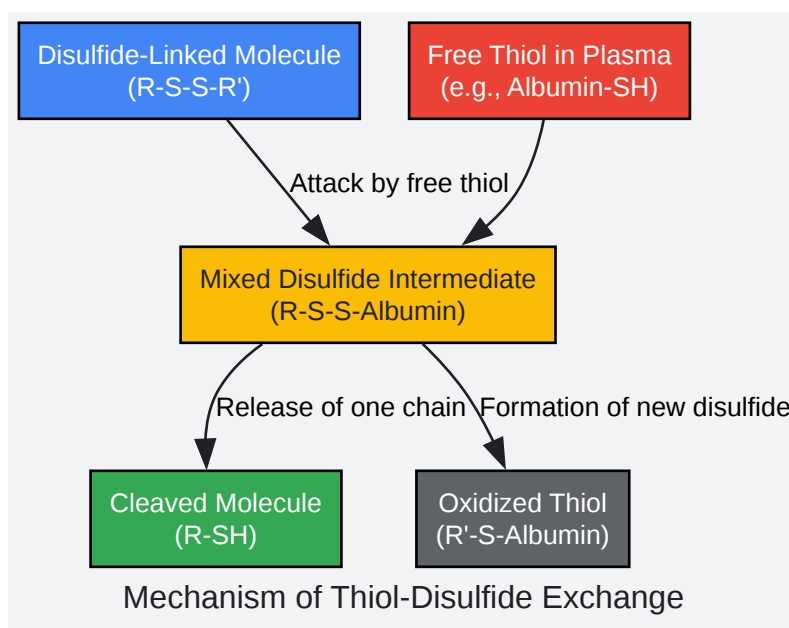 Disulfide-Linked Molecule
(R-S-S-R')
Free Thiol in Plasma
(e.g., Albumin-SH)
Attack by free thiol
Mixed Disulfide Intermediate
(R-S-S-Albumin)
Release of one chain
Formation of new disulfide
Cleaved Molecule
(R-SH)
Oxidized Thiol
(R'-S-Albumin)
Mechanism of Thiol-Disulfide Exchange